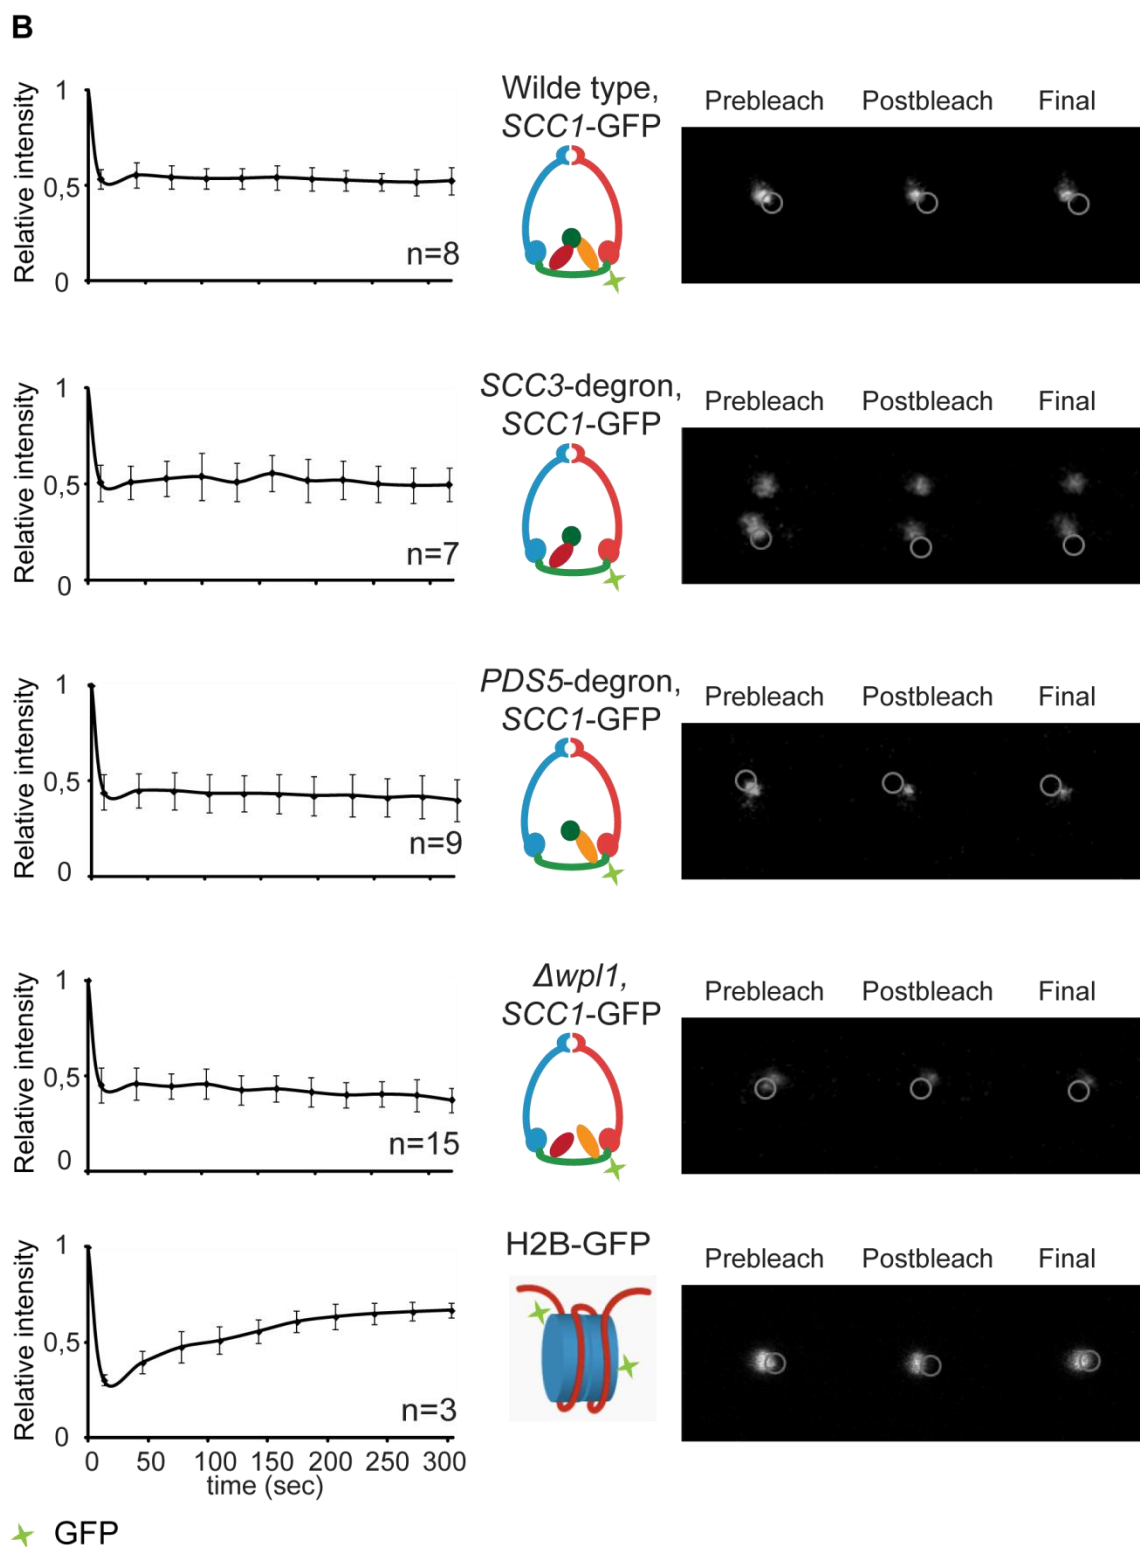 B
Relative intensity
1
0,5
0
n=8
Wilde type,
SCC1-GFP
Prebleach Postbleach Final
Relative intensity
1
0,5
0
n=7
SCC3-degron,
SCC1-GFP
Prebleach Postbleach Final
Relative intensity
1
0,5
0
n=9
PDS5-degron,
SCC1-GFP
Prebleach Postbleach Final
Relative intensity
1
0,5
0
n=15
Δwpl1,
SCC1-GFP
Prebleach Postbleach Final
Relative intensity
1
0,5
0
n=3
0 50 100 150 200 250 300
time (sec)
H2B-GFP
Prebleach Postbleach Final
GFP